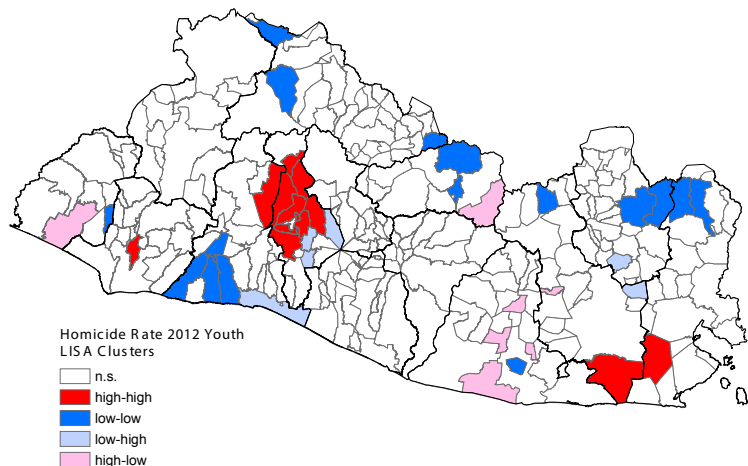 Homicide Rate 2012 Youth
LISA Clusters
n.s.
high-high
low-low
low-high
high-low